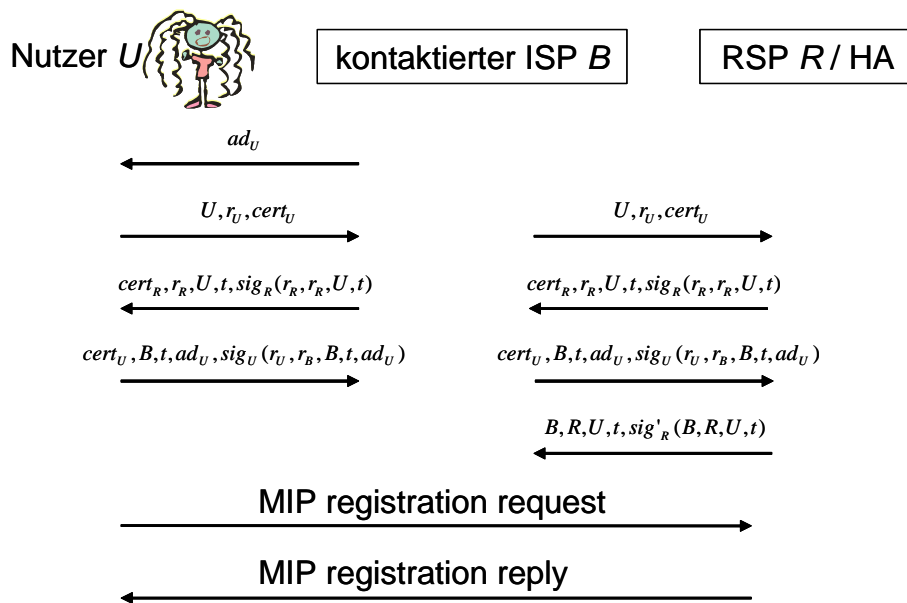 Nutzer U kontaktierter ISP B RSP R / HA
ad_U
U, r_U, cert_U U, r_U, cert_U
cert_R, r_R, U, t, sig_R(r_R, r_R, U, t) cert_R, r_R, U, t, sig_R(r_R, r_R, U, t)
cert_U, B, t, ad_U, sig_U(r_U, r_B, B, t, ad_U) cert_U, B, t, ad_U, sig_U(r_U, r_B, B, t, ad_U)
B, R, U, t, sig'_R(B, R, U, t)
MIP registration request
MIP registration reply